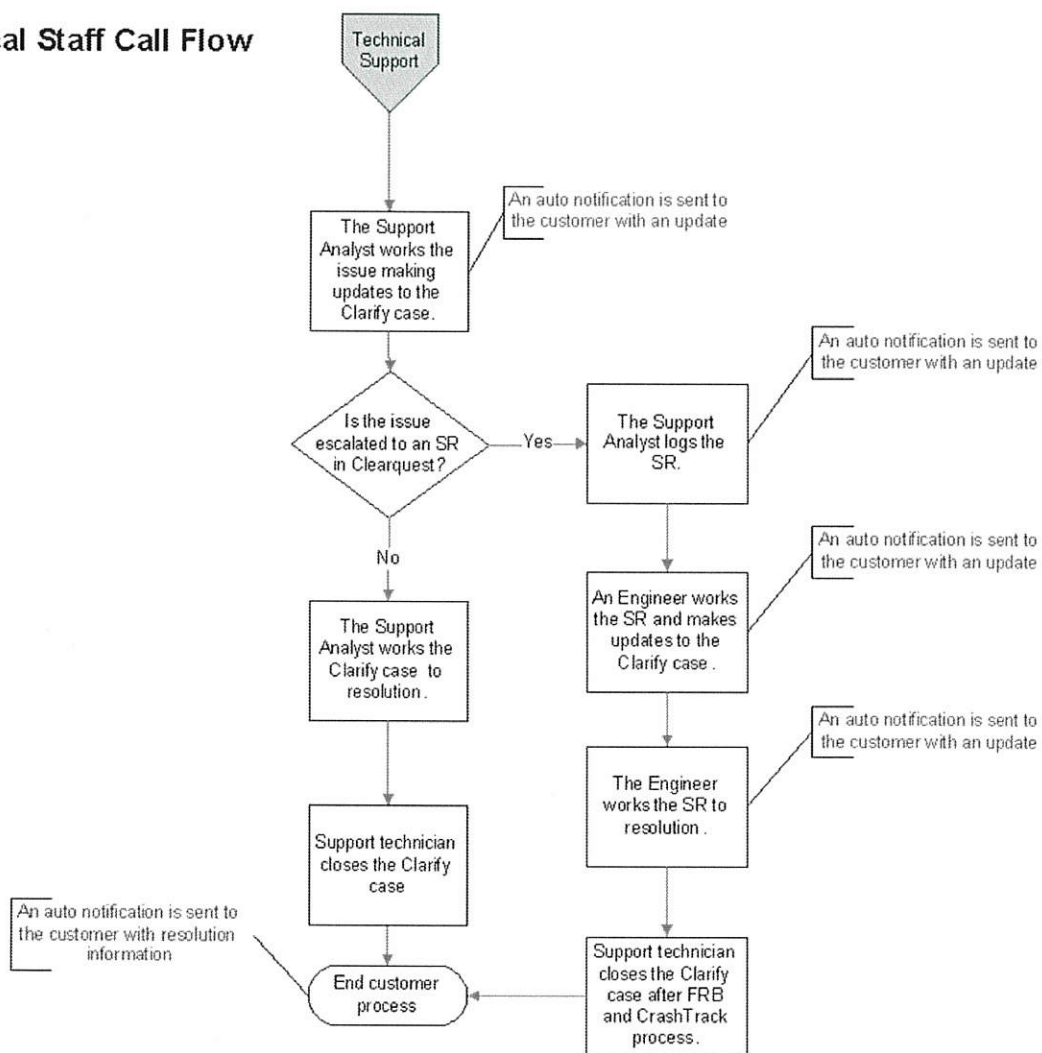 al Staff Call Flow
Technical
Support
An auto notification is sent to
the customer with an update
The Support
Analyst works the
issue making
updates to the
Clarify case.
An auto notification is sent to
the customer with an update
Is the issue
escalated to an SR
in Clearquest?
Yes
The Support
Analyst logs the
SR.
No
An auto notification is sent to
the customer with an update
An Engineer works
the SR and makes
updates to the
Clarify case .
The Support
Analyst works the
Clarify case to
resolution .
An auto notification is sent to
the customer with an update
The Engineer
works the SR to
resolution .
Support technician
closes the Clarify
case
An auto notification is sent to
the customer with resolution
information
End customer
process
Support technician
closes the Clarify
case after FRB
and CrashTrack
process.